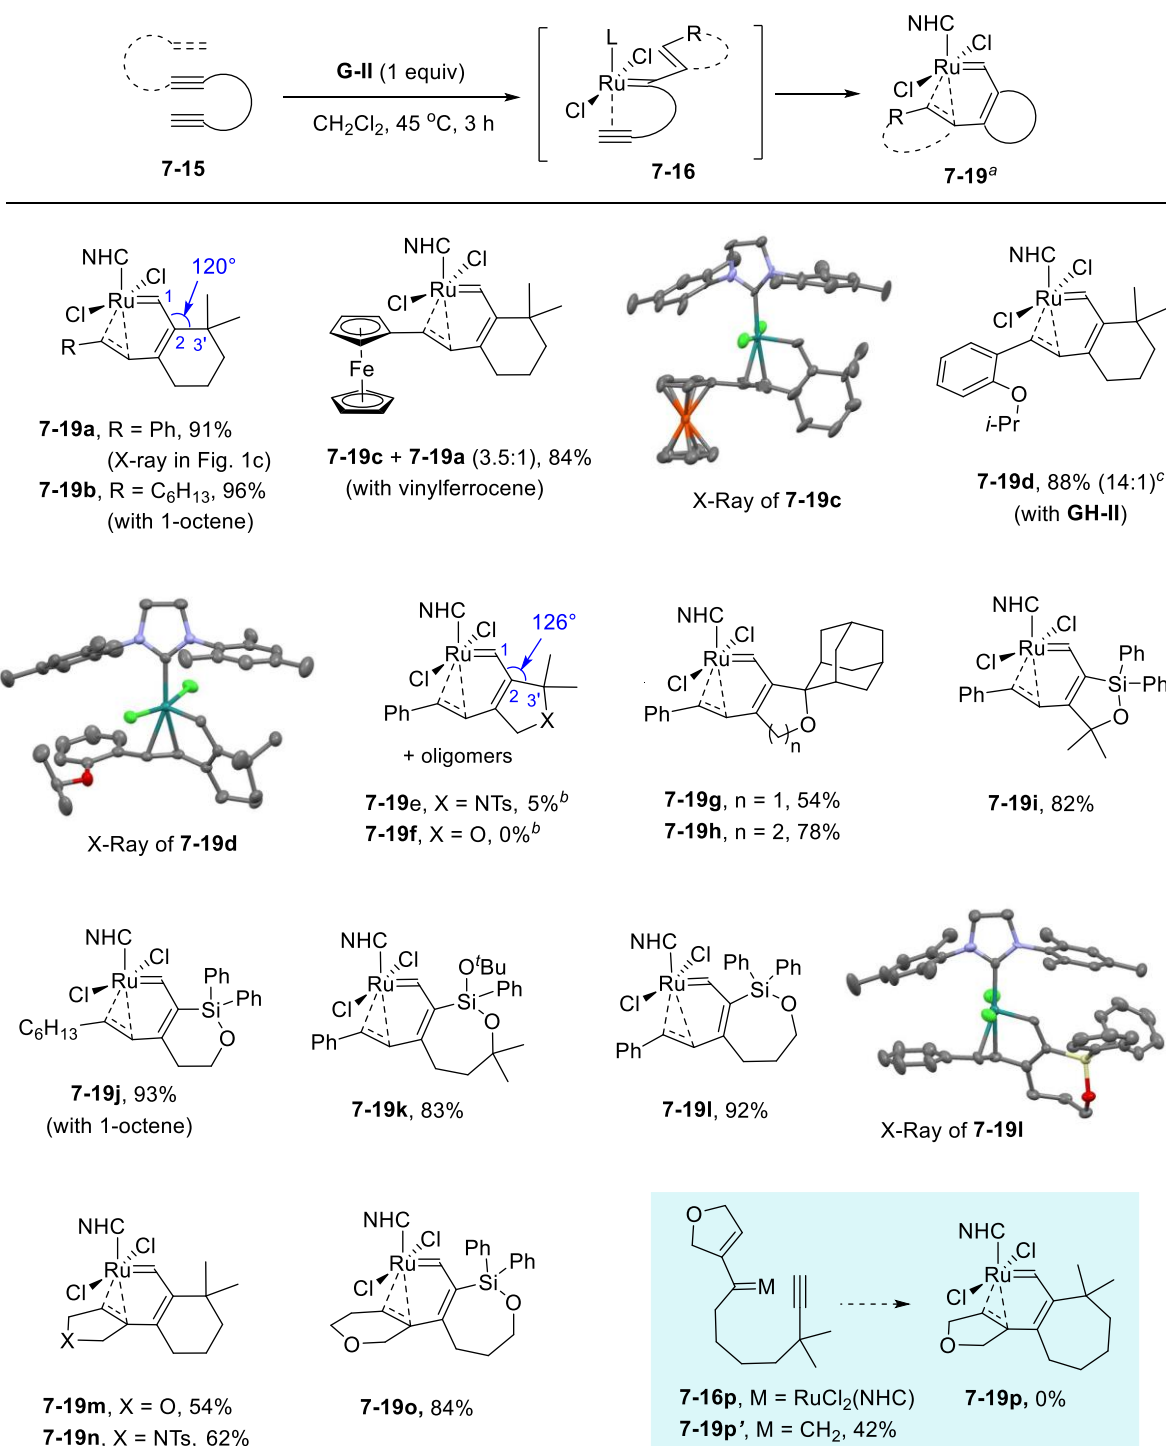 G-II (1 equiv)
CH₂Cl₂, 45 °C, 3 h
7-15
L
Cl
Ru
Cl
R
7-16
NHC
Cl
Ru
Cl
R
7-19ᵃ
NHC
Cl
Ru
Cl
R
1
2
3'
120°
7-19a, R = Ph, 91%
(X-ray in Fig. 1c)
7-19b, R = C₆H₁₃, 96%
(with 1-octene)
NHC
Cl
Ru
Cl
Fe
7-19c + 7-19a (3.5:1), 84%
(with vinylferrocene)
X-Ray of 7-19c
NHC
Cl
Ru
Cl
O
i-Pr
7-19d, 88% (14:1)ᶜ
(with GH-II)
X-Ray of 7-19d
NHC
Cl
Ru
Cl
1
2
3'
126°
Ph
X
+ oligomers
7-19e, X = NTs, 5%ᵇ
7-19f, X = O, 0%ᵇ
NHC
Cl
Ru
Cl
Ph
O
( )n
7-19g, n = 1, 54%
7-19h, n = 2, 78%
NHC
Cl
Ru
Cl
Ph
Ph
Si
Ph
O
7-19i, 82%
NHC
Cl
Ru
Cl
Ph
Si
Ph
C₆H₁₃
O
7-19j, 93%
(with 1-octene)
NHC
Cl
Ru
Cl
OᵗBu
Si
Ph
O
Ph
7-19k, 83%
NHC
Cl
Ru
Cl
Ph
Ph
Si
O
Ph
7-19l, 92%
X-Ray of 7-19l
NHC
Cl
Ru
Cl
X
7-19m, X = O, 54%
7-19n, X = NTs, 62%
NHC
Cl
Ru
Cl
Ph
Ph
Si
O
O
7-19o, 84%
O
M
7-16p, M = RuCl₂(NHC)
7-19p', M = CH₂, 42%
NHC
Cl
Ru
Cl
O
7-19p, 0%